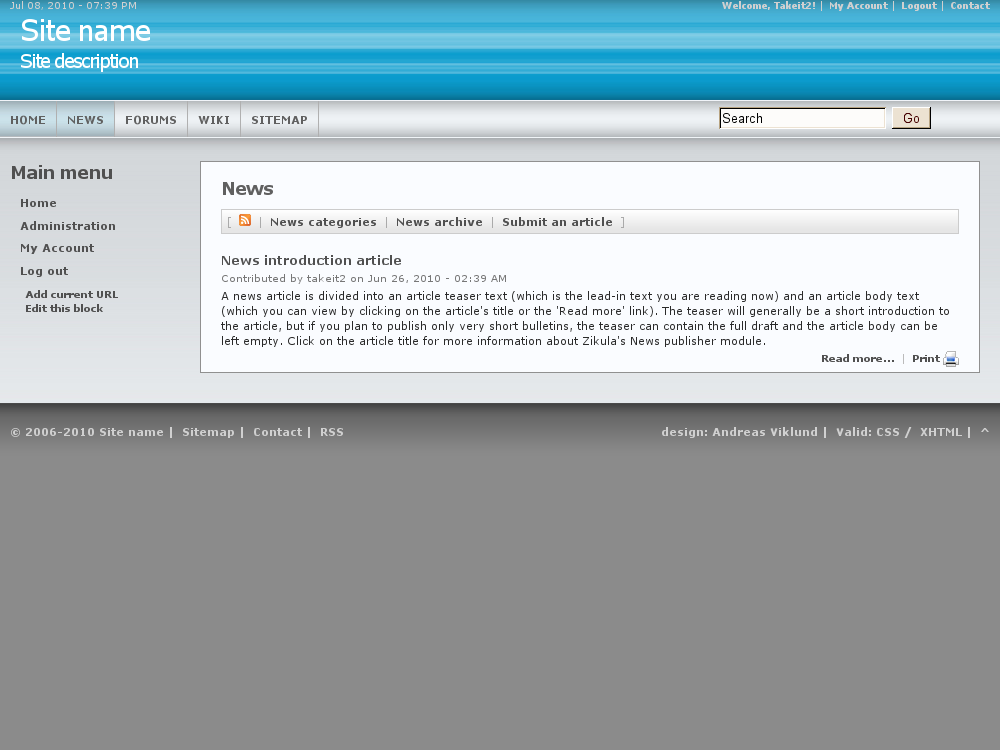 Jul 08, 2010 - 07:39 PM
Welcome, Takeit2! | My Account | Logout | Contact
Site name
Site description
HOME NEWS FORUMS WIKI SITEMAP
Search Go
Main menu
Home
Administration
My Account
Log out
Add current URL
Edit this block
News
[ | News categories | News archive | Submit an article ]
News introduction article
Contributed by takeit2 on Jun 26, 2010 - 02:39 AM
A news article is divided into an article teaser text (which is the lead-in text you are reading now) and an article body text
(which you can view by clicking on the article's title or the 'Read more' link). The teaser will generally be a short introduction to
the article, but if you plan to publish only very short bulletins, the teaser can contain the full draft and the article body can be
left empty. Click on the article title for more information about Zikula's News publisher module.
Read more... | Print
© 2006-2010 Site name | Sitemap | Contact | RSS
design: Andreas Viklund | Valid: CSS / XHTML | ^